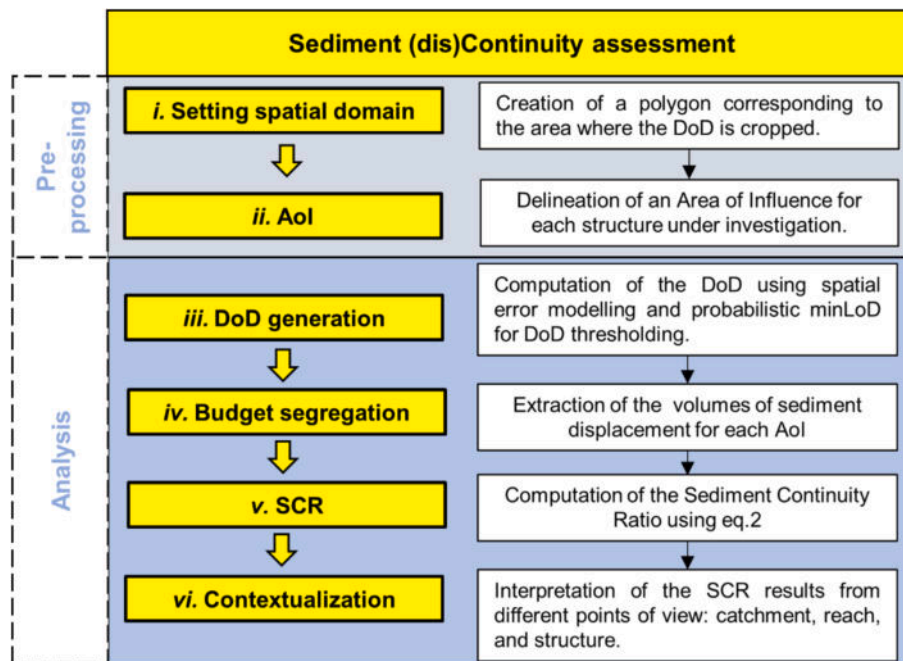 Sediment (dis)Continuity assessment
Pre-
processing
i. Setting spatial domain
Creation of a polygon corresponding to
the area where the DoD is cropped.
ii. AoI
Delineation of an Area of Influence for
each structure under investigation.
Analysis
iii. DoD generation
Computation of the DoD using spatial
error modelling and probabilistic minLoD
for DoD thresholding.
iv. Budget segregation
Extraction of the volumes of sediment
displacement for each AoI
v. SCR
Computation of the Sediment Continuity
Ratio using eq.2
vi. Contextualization
Interpretation of the SCR results from
different points of view: catchment, reach,
and structure.